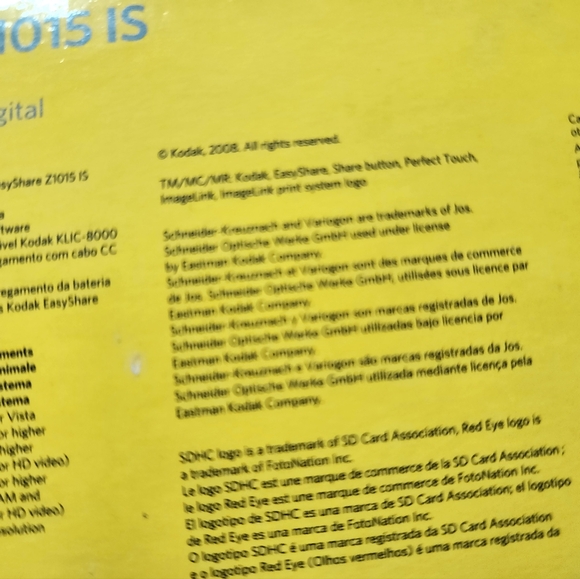 1015 IS
gital
syShare Z1015 IS
a
tware
vel Kodak KLIC-8000
gamento com cabo CC
regamento da bateria
s Kodak EasyShare
ments
nimale
stema
tema
r Vista
or higher
higher
or HD video)
or higher
AM and
r HD video)
solution
© Kodak, 2008. All rights reserved.
TM/MC/MR: Kodak, EasyShare, Share button, Perfect Touch,
ImageLink, ImageLink print system logo
Schneider-Kreuznach and Variogon are trademarks of Jos.
Schneider Optische Werke GmbH used under license
by Eastman Kodak Company.
Schneider-Kreuznach et Variogon sont des marques de commerce
de Jos. Schneider Optische Werke GmbH, utilisées sous licence par
Eastman Kodak Company.
Schneider-Kreuznach y Variogon son marcas registradas de Jos.
Schneider Optische Werke GmbH utilizadas bajo licencia por
Eastman Kodak Company.
Schneider-Kreuznach e Variogon são marcas registradas da Jos.
Schneider Optische Werke GmbH utilizada mediante licença pela
Eastman Kodak Company.
SDHC logo is a trademark of SD Card Association, Red Eye logo is
a trademark of FotoNation Inc.
Le logo SDHC est une marque de commerce de la SD Card Association ;
le logo Red Eye est une marque de commerce de FotoNation Inc.
El logotipo de SDHC es una marca de SD Card Association; el logotipo
de Red Eye es una marca de FotoNation Inc.
O logotipo SDHC é uma marca registrada da SD Card Association
e o logotipo Red Eye (Olhos vermelhos) é uma marca registrada da
Ca
A